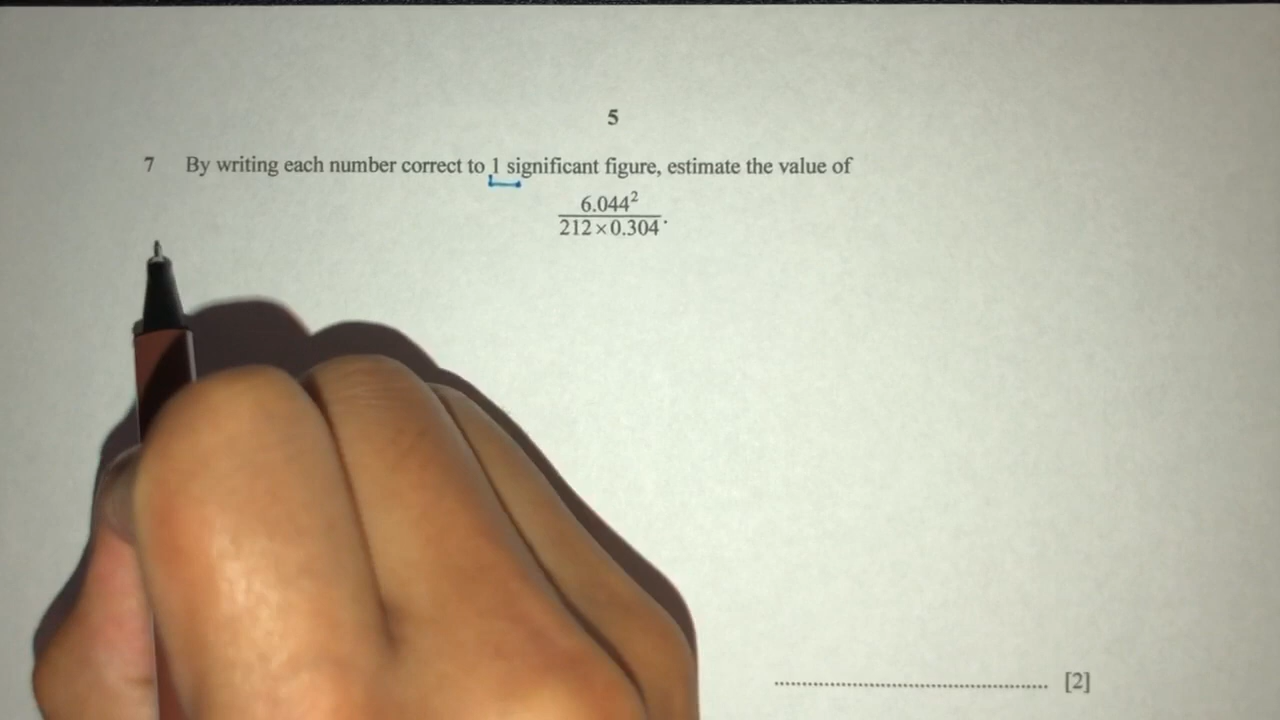 5
7 By writing each number correct to 1 significant figure, estimate the value of
6.044²
212 × 0.304 .
.................................................. [2]